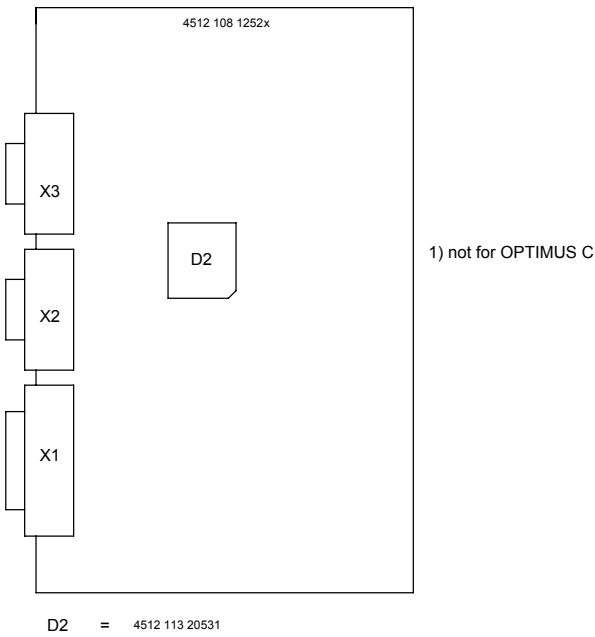 4512 108 1252x
X3
D2
1) not for OPTIMUS C
X2
X1
D2 = 4512 113 20531